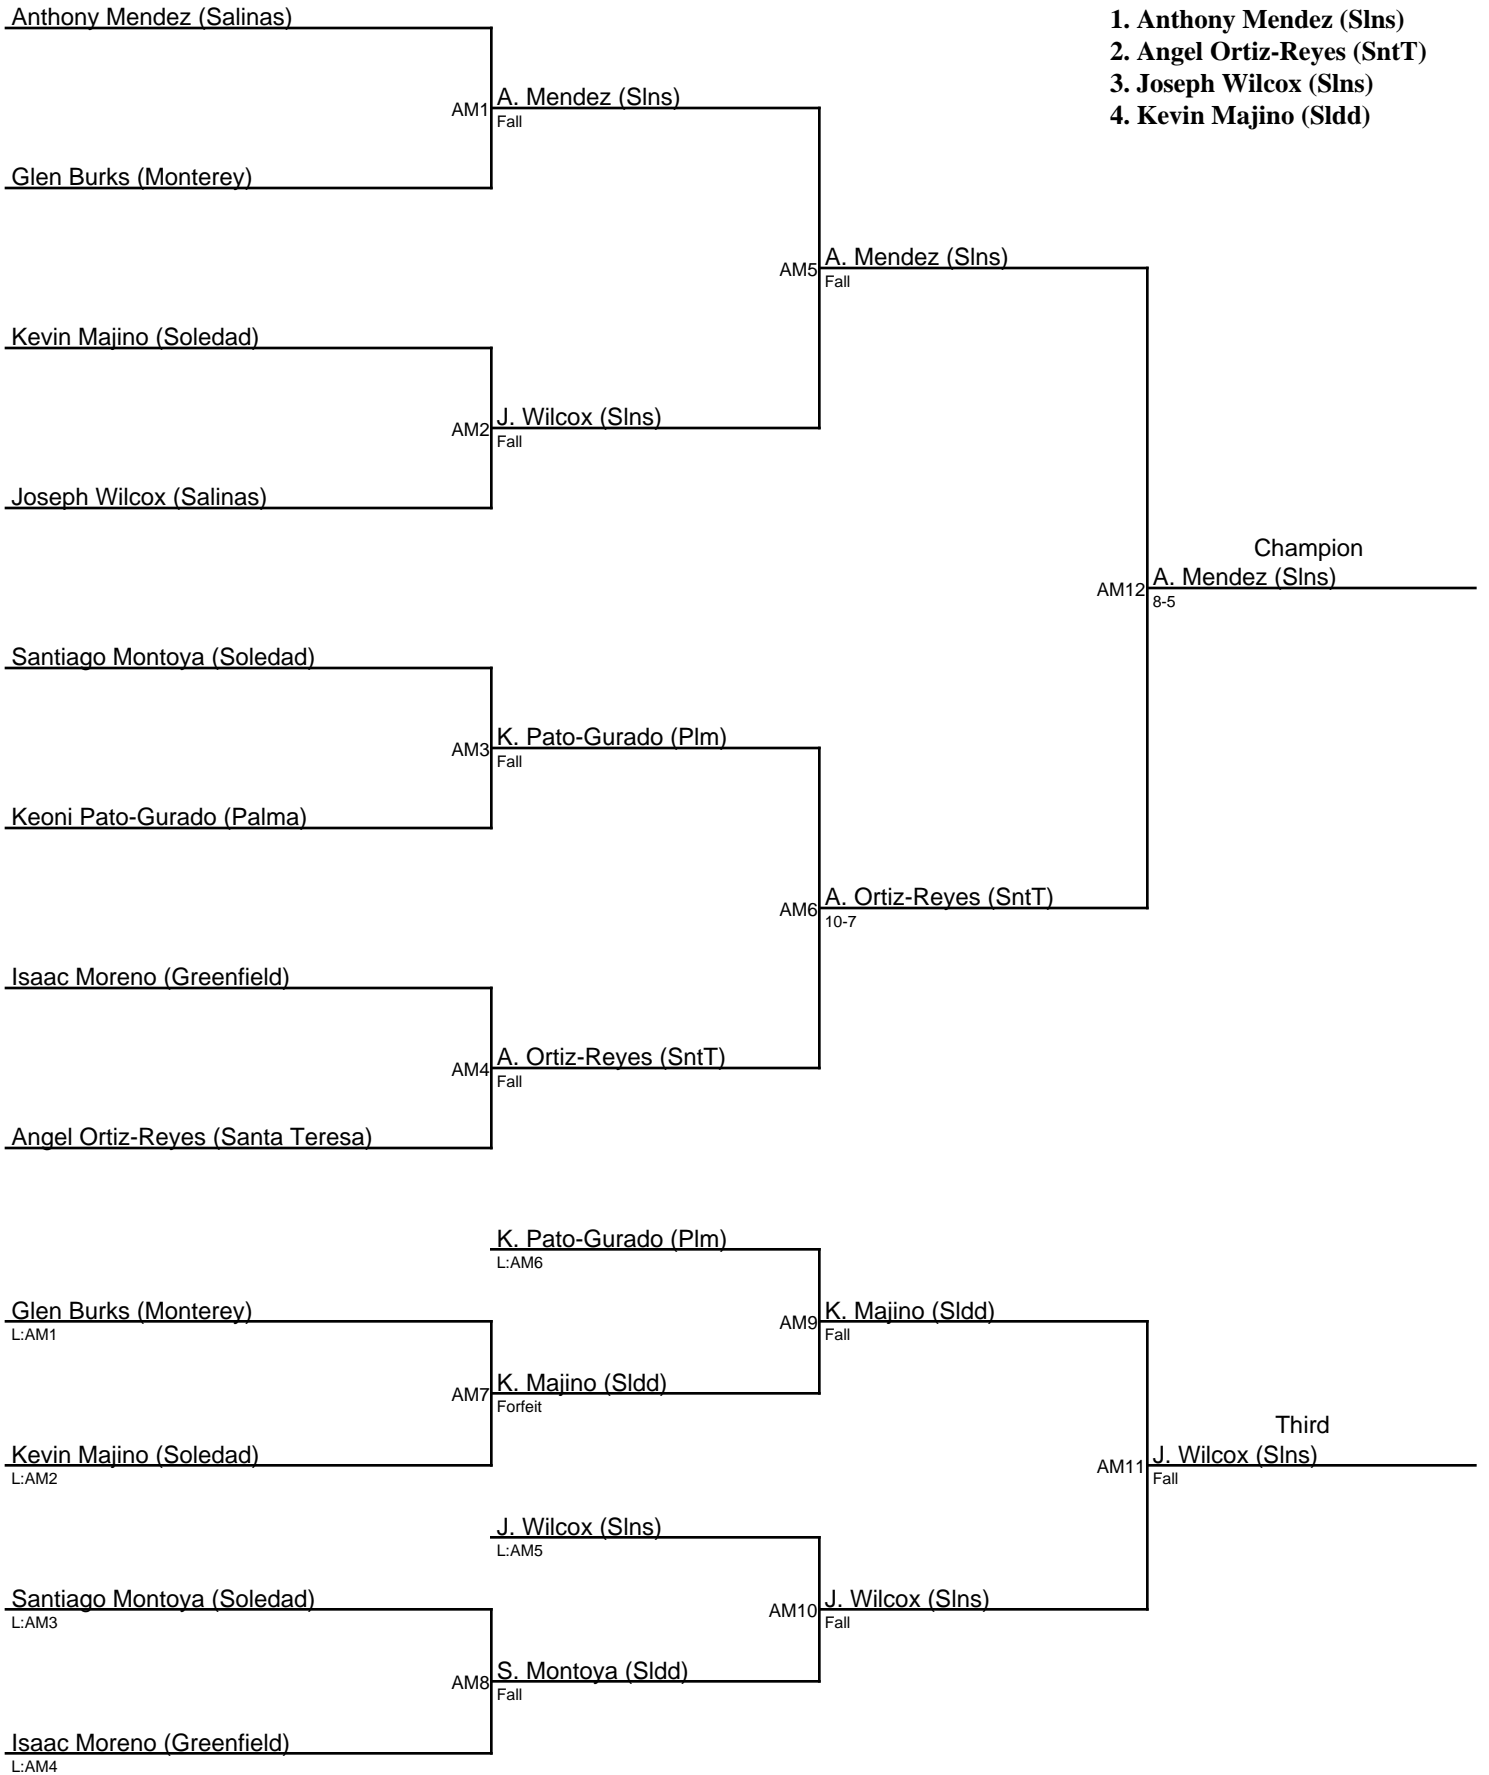 Anthony Mendez (Salinas)
1. Anthony Mendez (Slns)
2. Angel Ortiz-Reyes (SntT)
3. Joseph Wilcox (Slns)
4. Kevin Majino (Sldd)
AM1
A. Mendez (Slns)
Fall
Glen Burks (Monterey)
AM5
A. Mendez (Slns)
Fall
Kevin Majino (Soledad)
AM2
J. Wilcox (Slns)
Fall
Joseph Wilcox (Salinas)
Champion
AM12
A. Mendez (Slns)
8-5
Santiago Montoya (Soledad)
AM3
K. Pato-Gurado (Plm)
Fall
Keoni Pato-Gurado (Palma)
AM6
A. Ortiz-Reyes (SntT)
10-7
Isaac Moreno (Greenfield)
AM4
A. Ortiz-Reyes (SntT)
Fall
Angel Ortiz-Reyes (Santa Teresa)
K. Pato-Gurado (Plm)
L:AM6
Glen Burks (Monterey)
L:AM1
AM9
K. Majino (Sldd)
Fall
AM7
K. Majino (Sldd)
Forfeit
Kevin Majino (Soledad)
L:AM2
Third
AM11
J. Wilcox (Slns)
Fall
J. Wilcox (Slns)
L:AM5
Santiago Montoya (Soledad)
L:AM3
AM10
J. Wilcox (Slns)
Fall
AM8
S. Montoya (Sldd)
Fall
Isaac Moreno (Greenfield)
L:AM4